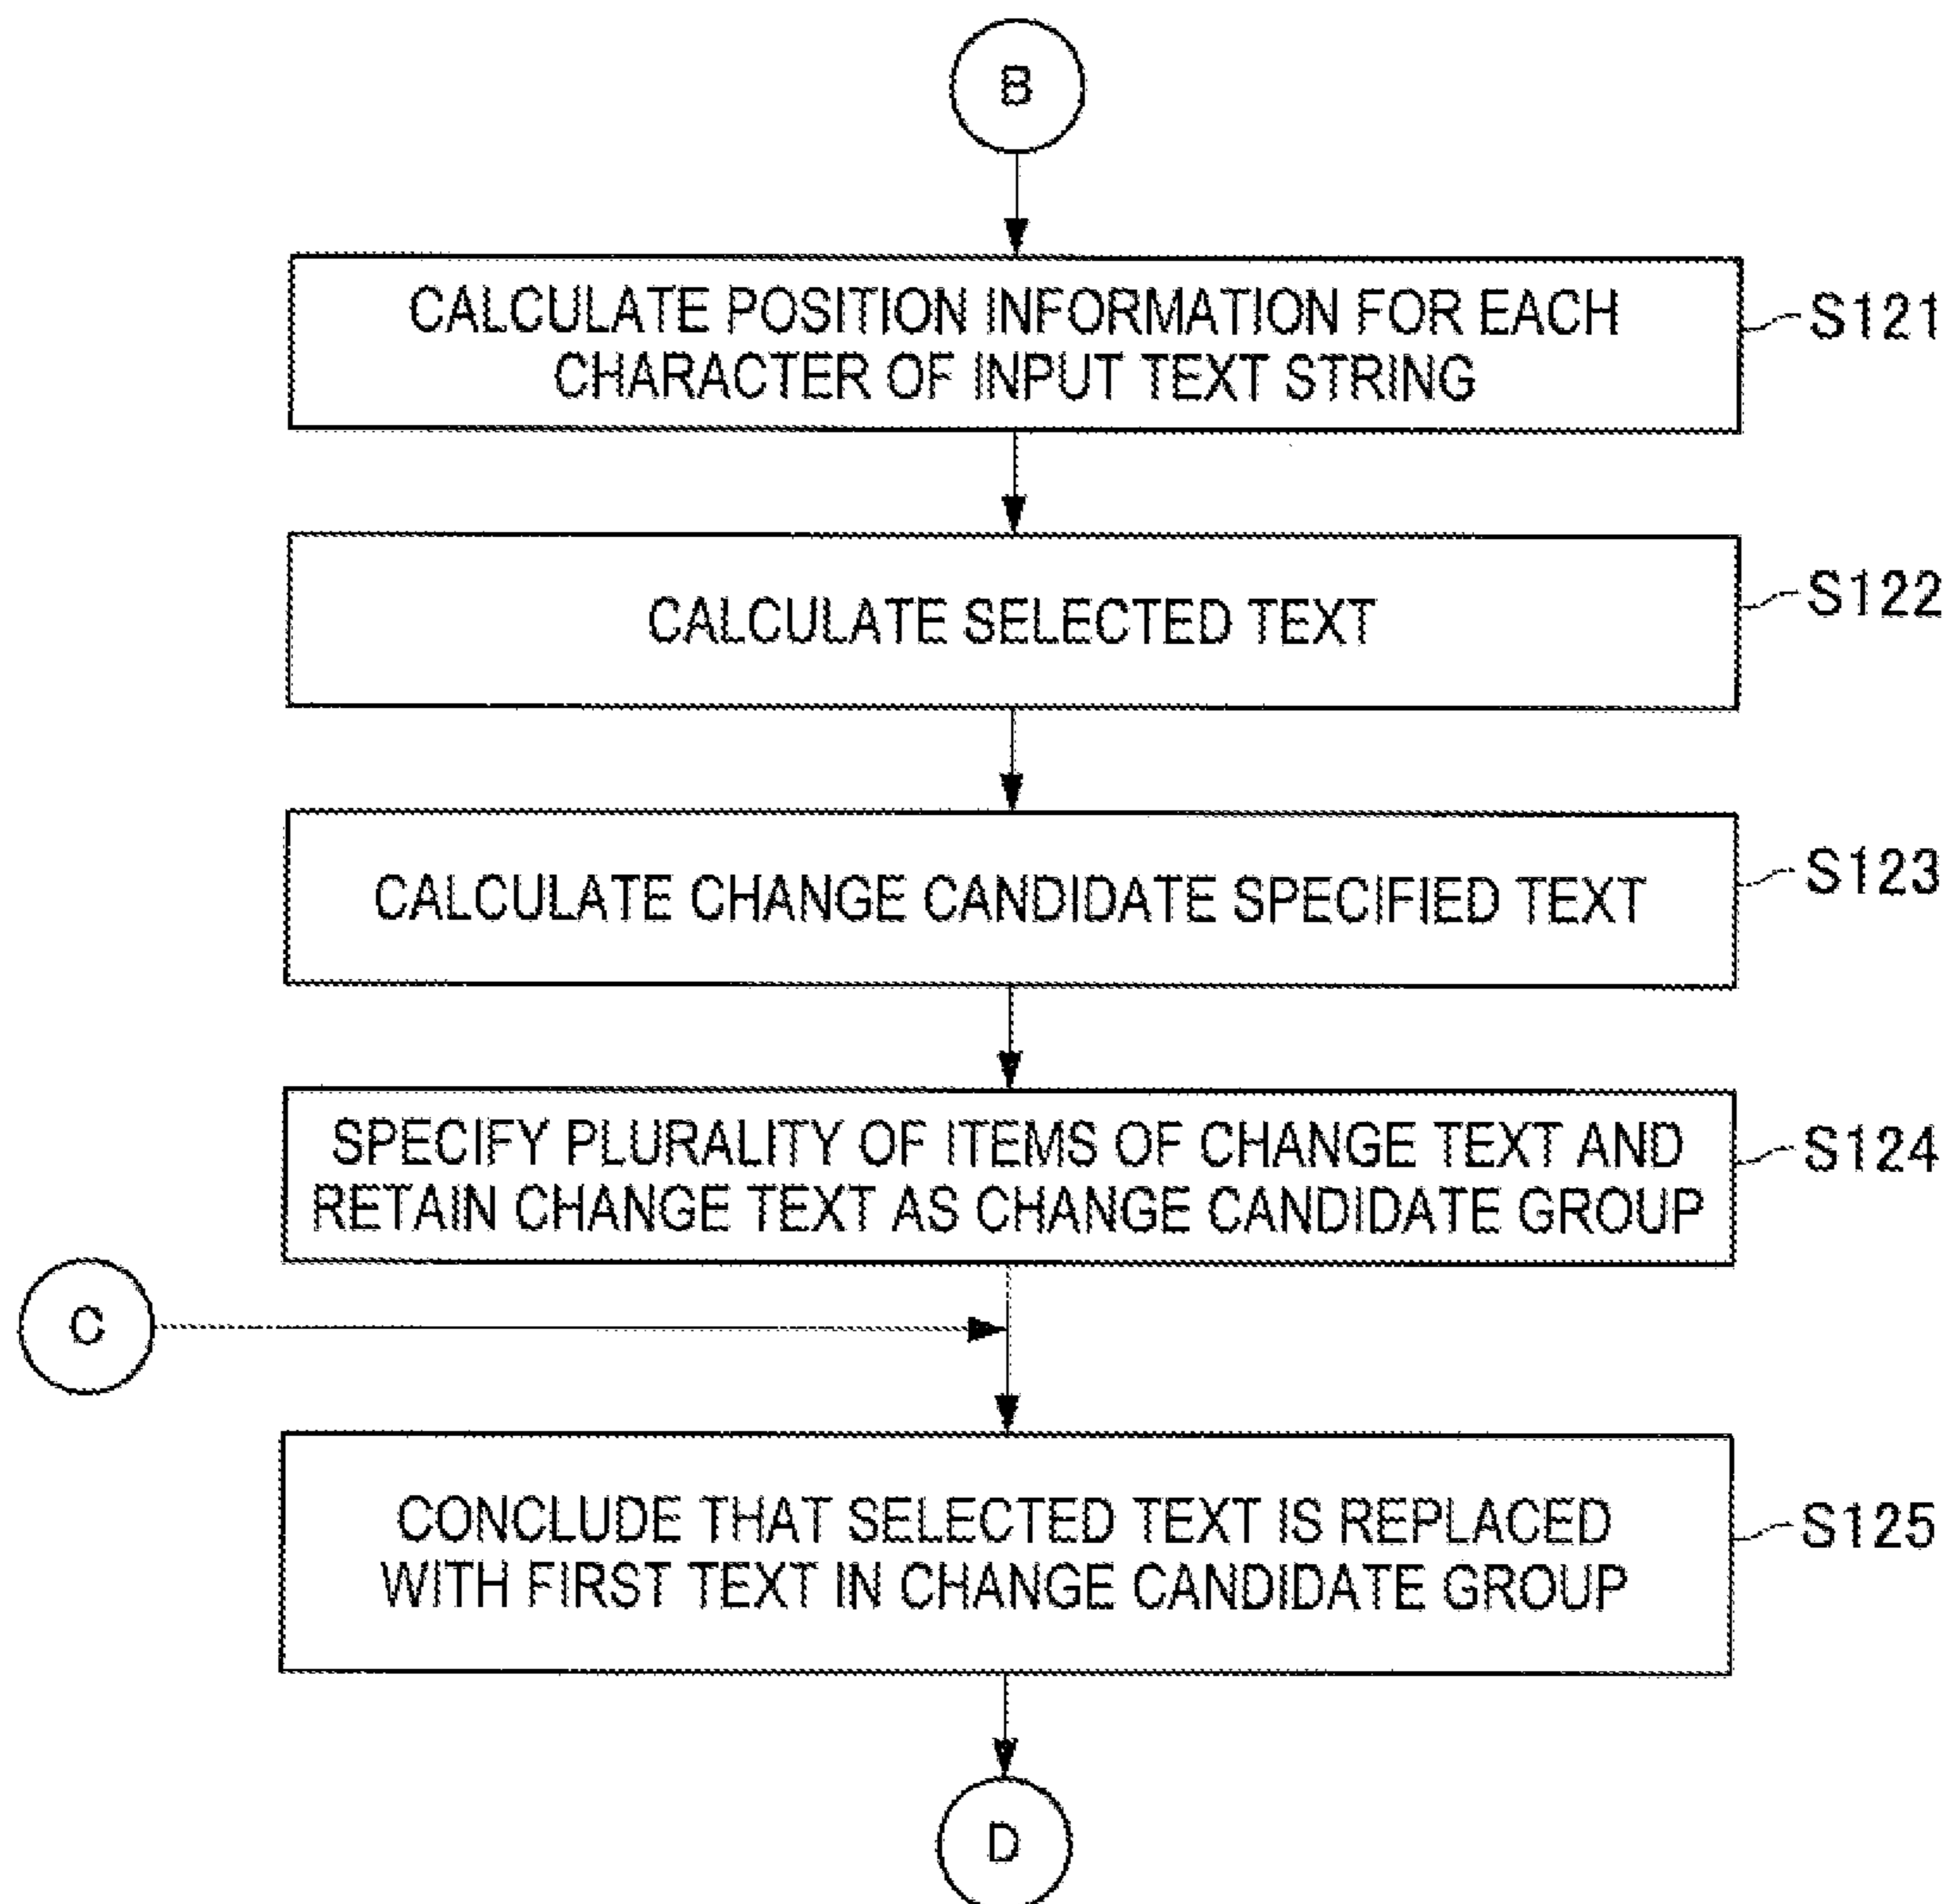 B
CALCULATE POSITION INFORMATION FOR EACH
CHARACTER OF INPUT TEXT STRING
S121
CALCULATE SELECTED TEXT
S122
CALCULATE CHANGE CANDIDATE SPECIFIED TEXT
S123
SPECIFY PLURALITY OF ITEMS OF CHANGE TEXT AND
RETAIN CHANGE TEXT AS CHANGE CANDIDATE GROUP
S124
C
CONCLUDE THAT SELECTED TEXT IS REPLACED
WITH FIRST TEXT IN CHANGE CANDIDATE GROUP
S125
D